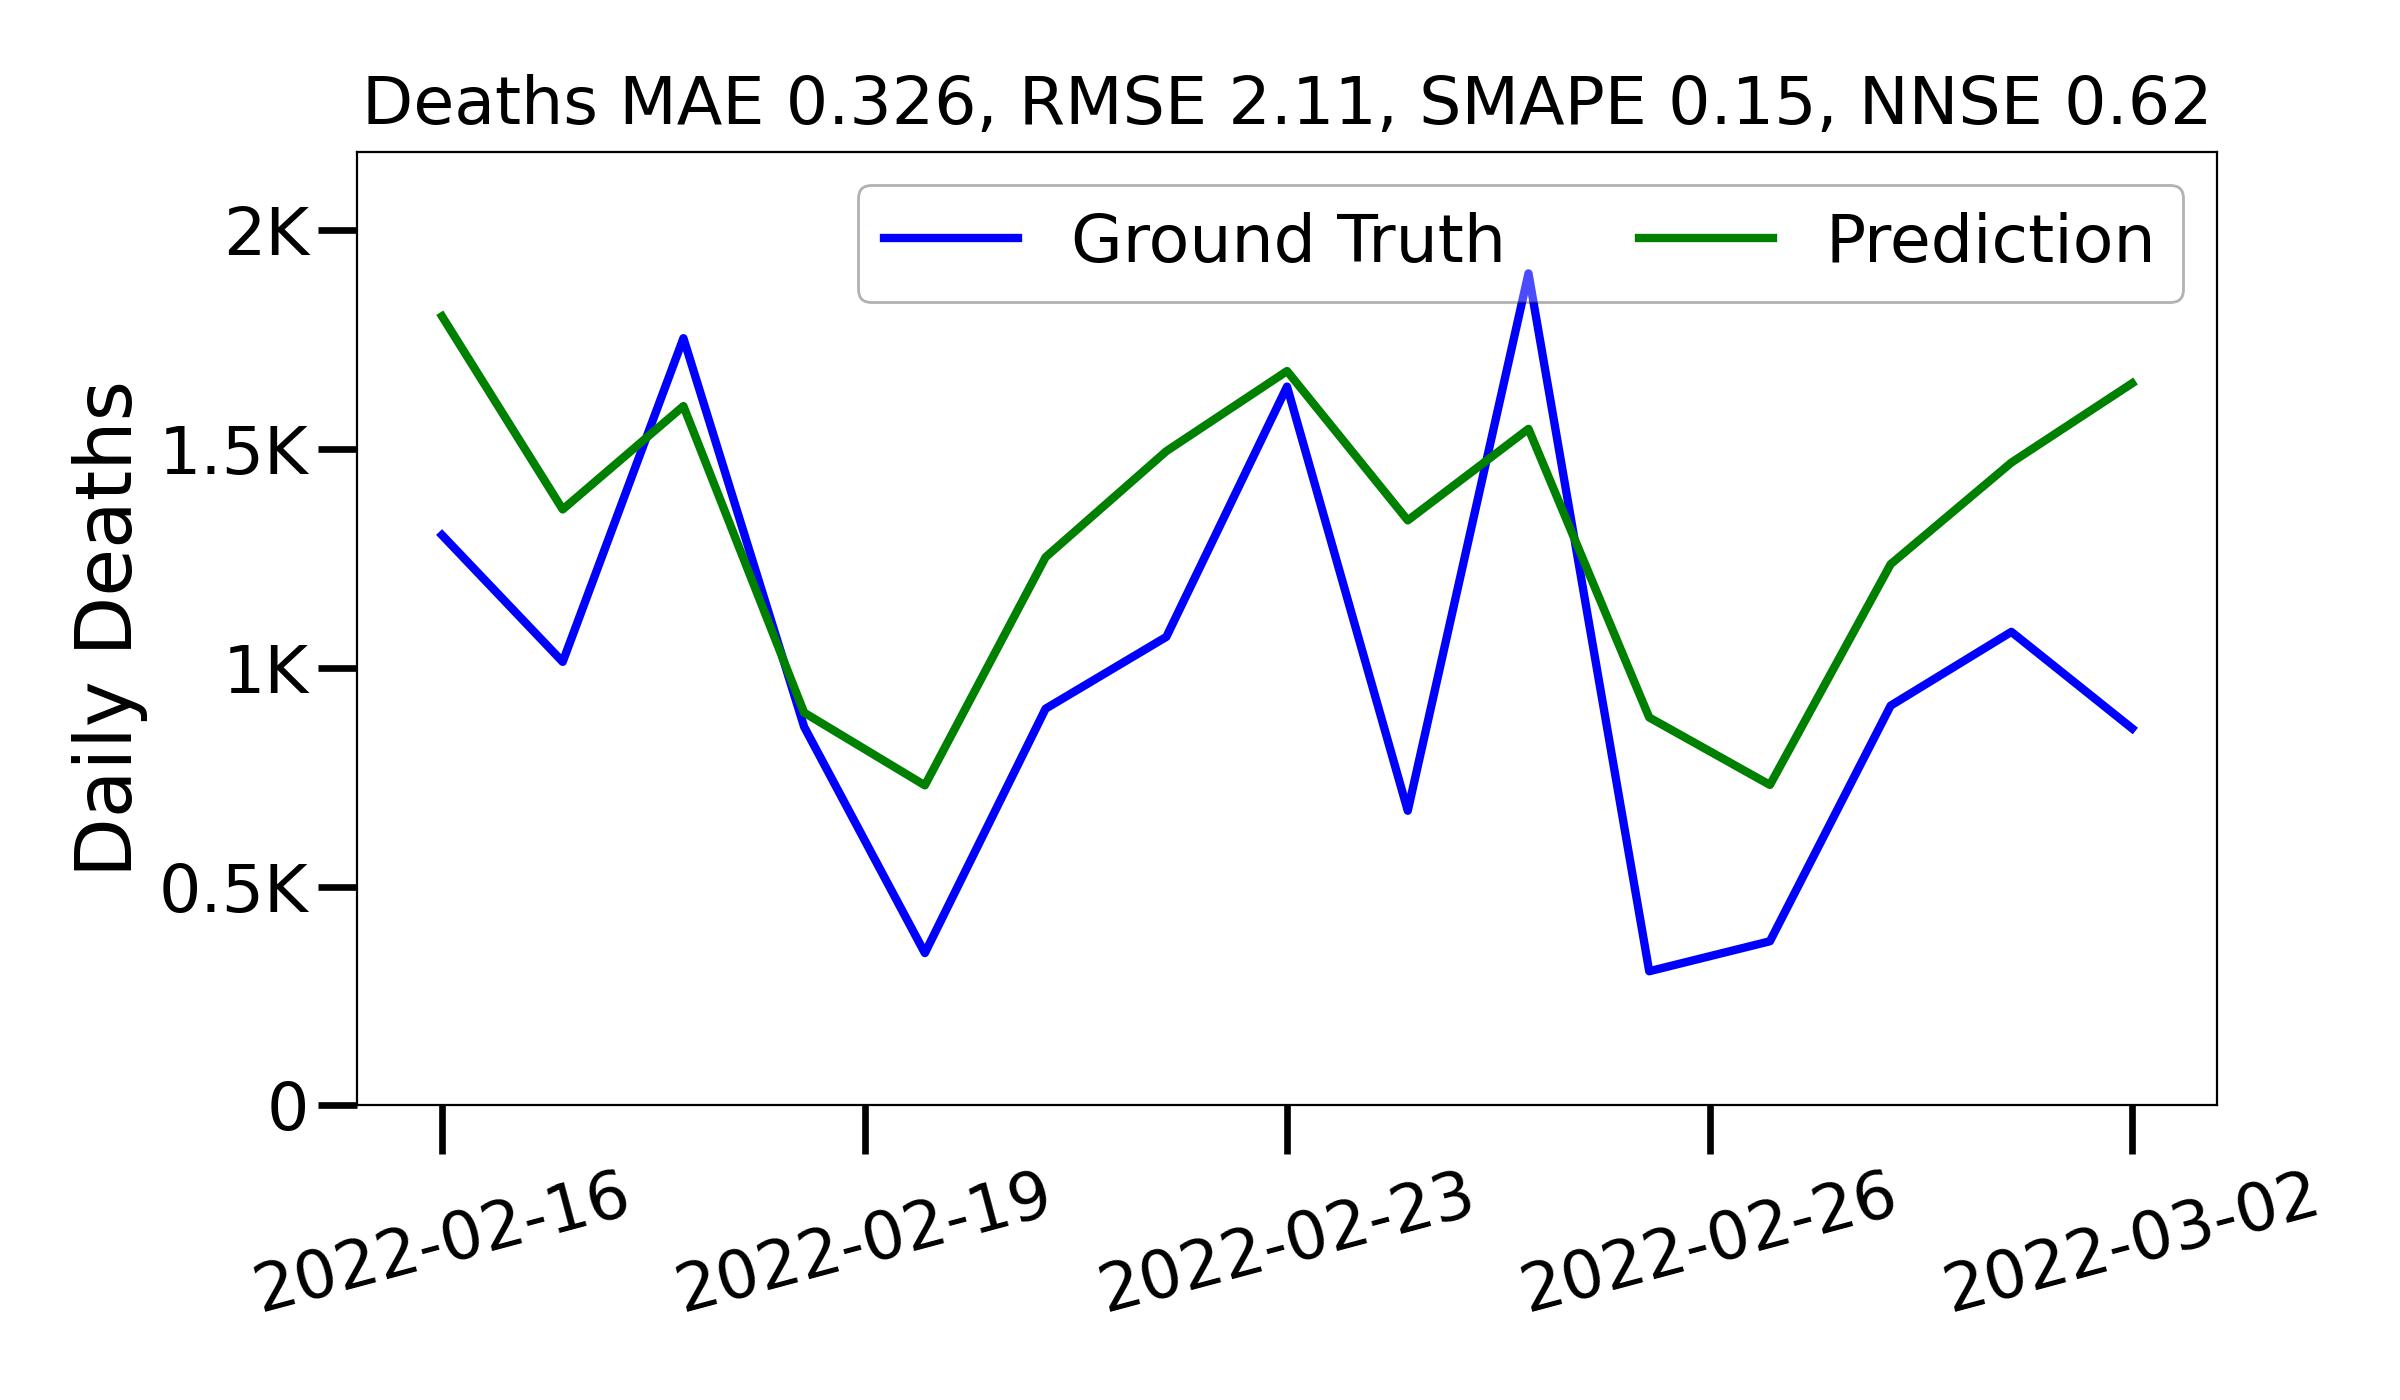 Deaths MAE 0.326, RMSE 2.11, SMAPE 0.15, NNSE 0.62
Ground Truth
Prediction
Daily Deaths
2K
1.5K
1K
0.5K
0
2022-02-16
2022-02-19
2022-02-23
2022-02-26
2022-03-02